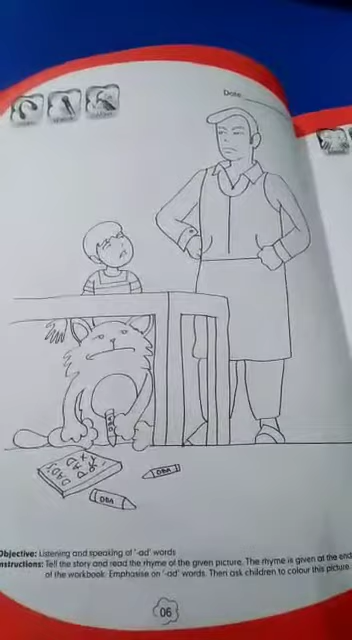 Date
DADY
Objective: Listening and speaking of '-ad' words
Instructions: Tell the story and read the rhyme of the given picture. The rhyme is given at the end
of the workbook. Emphasise on '-ad' words. Then ask children to colour this picture.
06